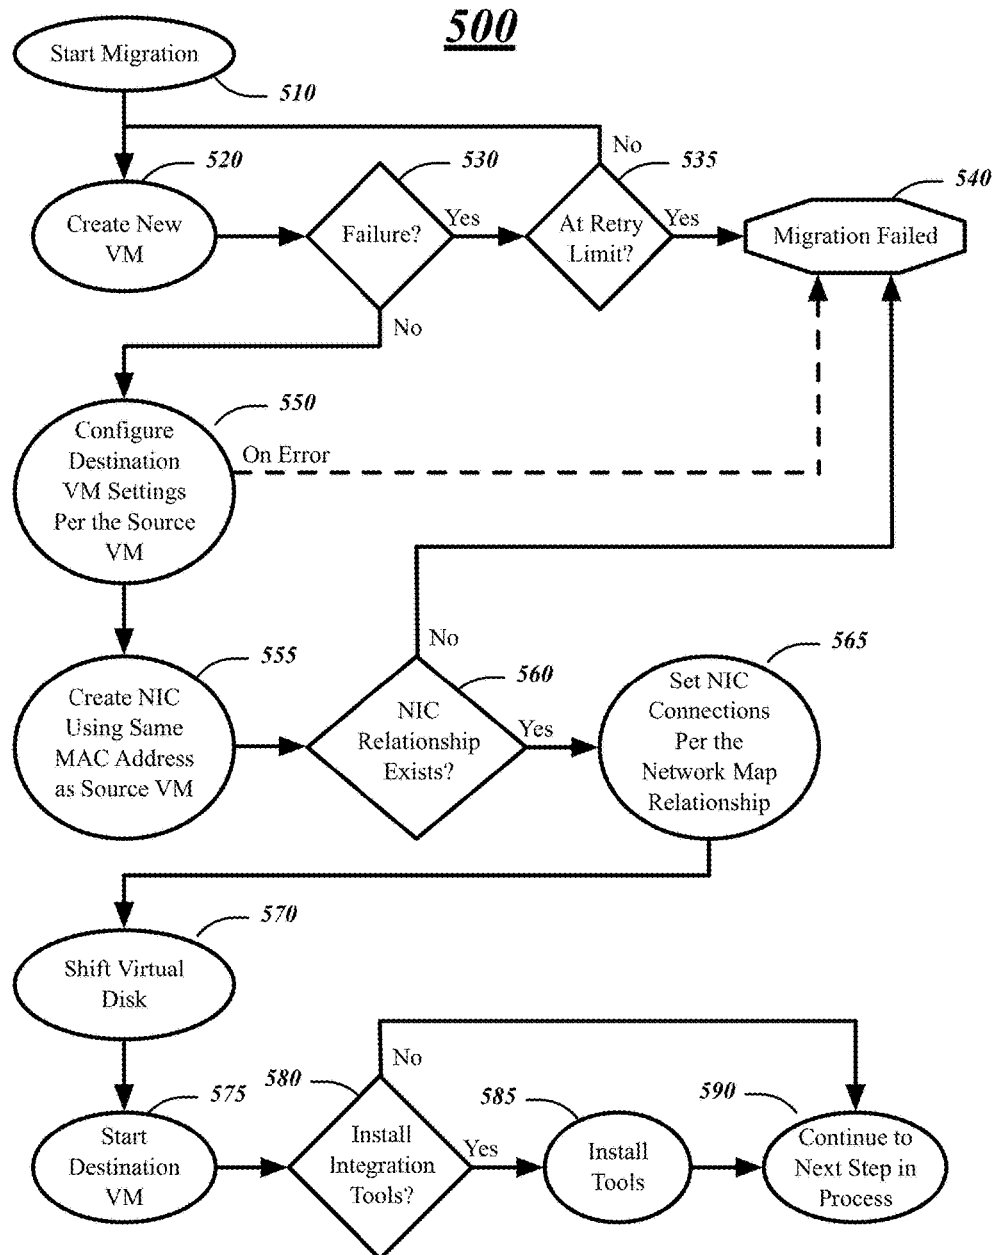 500
Start Migration
510
No
520
530
535
540
Create New
VM
Failure?
Yes
At Retry
Limit?
Yes
Migration Failed
No
550
Configure
Destination
VM Settings
Per the Source
VM
On Error
No
555
560
565
Create NIC
Using Same
MAC Address
as Source VM
NIC
Relationship
Exists?
Yes
Set NIC
Connections
Per the
Network Map
Relationship
570
Shift Virtual
Disk
No
575
580
585
590
Start
Destination
VM
Install
Integration
Tools?
Yes
Install
Tools
Continue to
Next Step in
Process